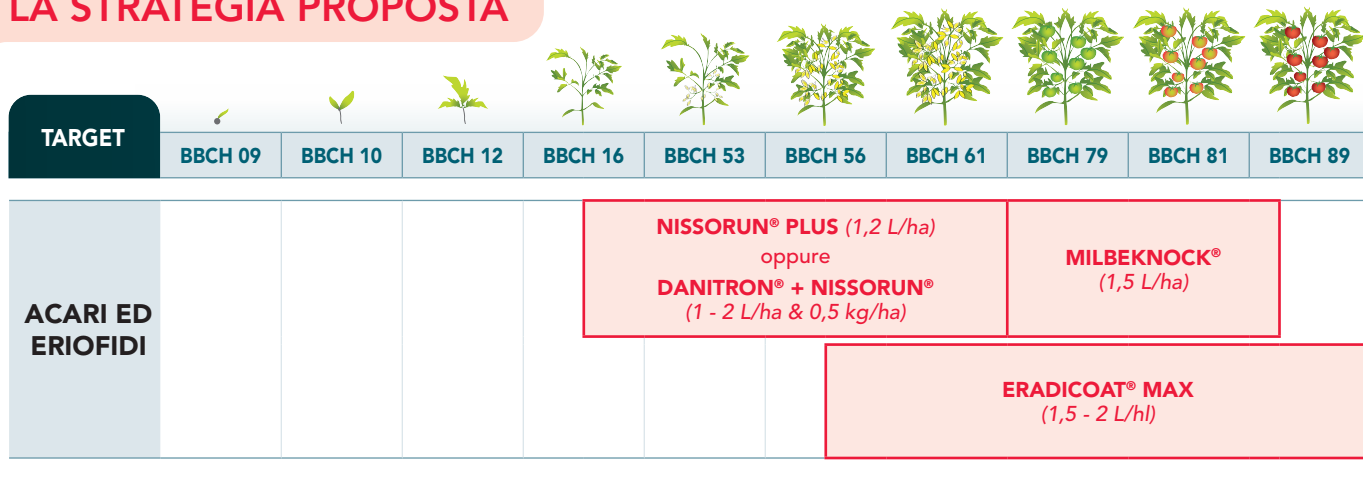 LA STRATEGIA PROPOSTA
TARGET
BBCH 09
BBCH 10
BBCH 12
BBCH 16
BBCH 53
BBCH 56
BBCH 61
BBCH 79
BBCH 81
BBCH 89
ACARI ED
ERIOFIDI
NISSORUN® PLUS (1,2 L/ha)
oppure
DANITRON® + NISSORUN®
(1 - 2 L/ha & 0,5 kg/ha)
MILBEKNOCK®
(1,5 L/ha)
ERADICOAT® MAX
(1,5 - 2 L/hl)